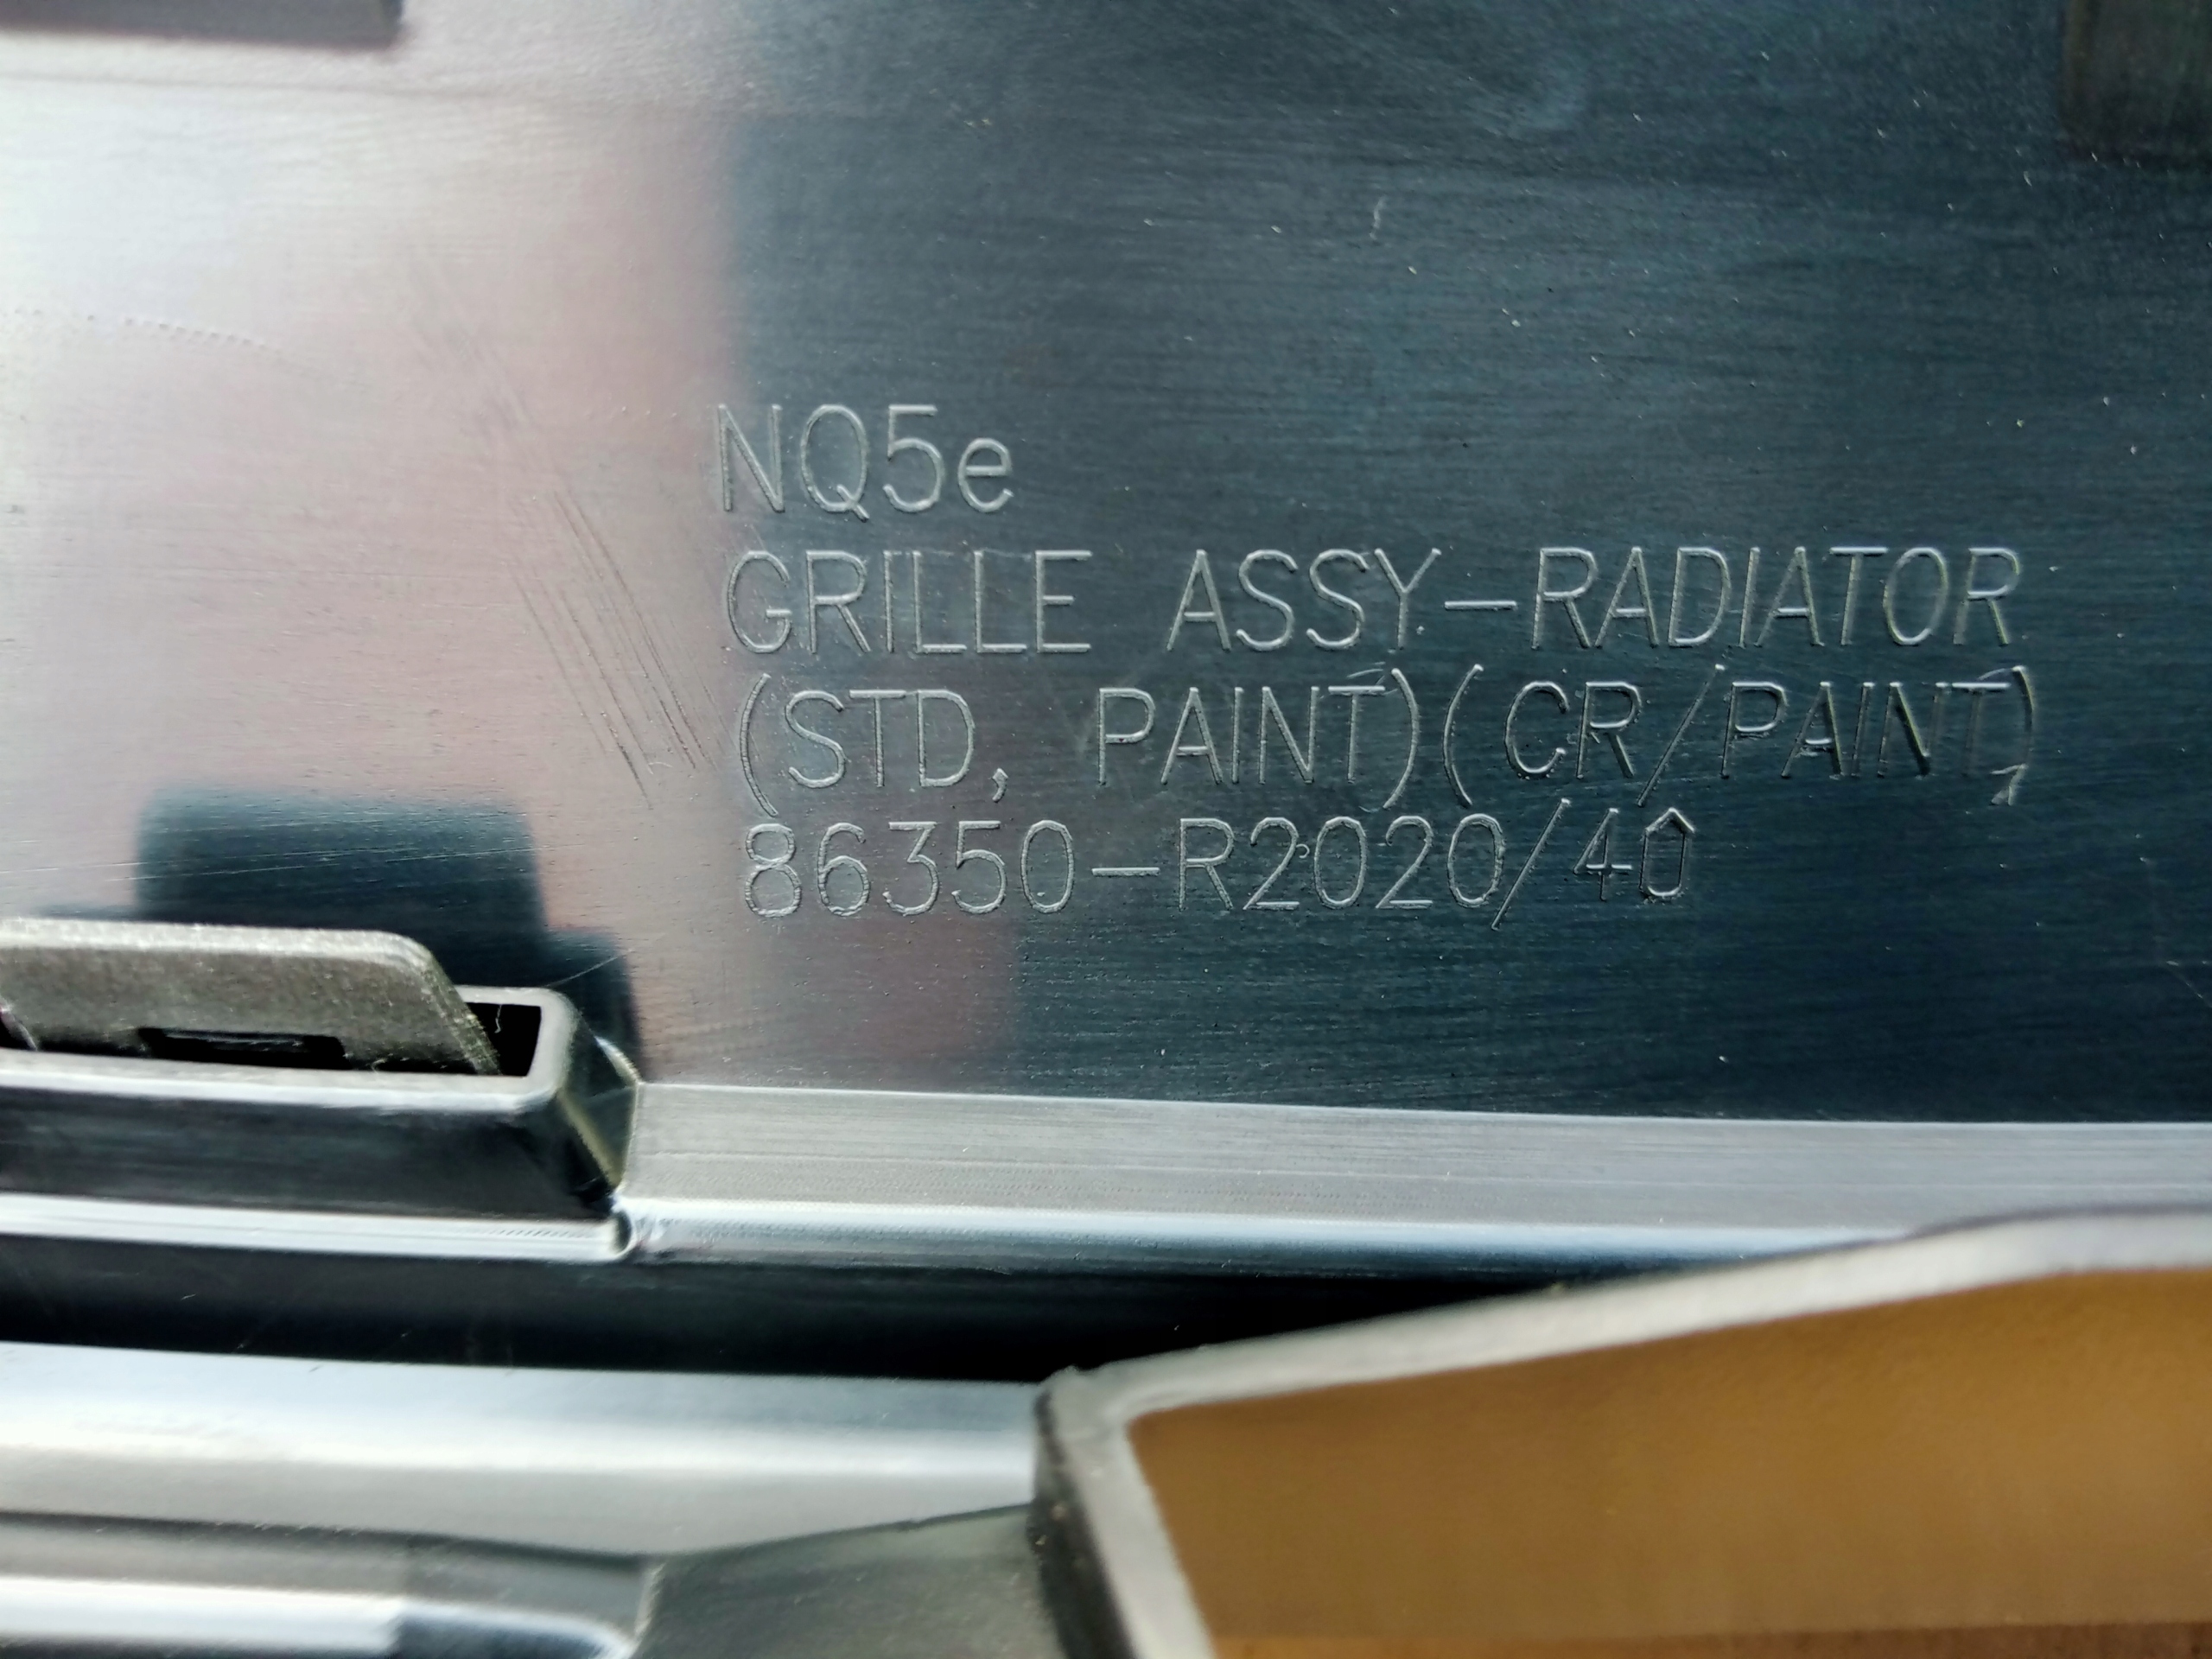 NQ5e
GRILLE ASSY-RADIATOR
(STD, PAINT)(CR/PAINT)
86350-R2020/40